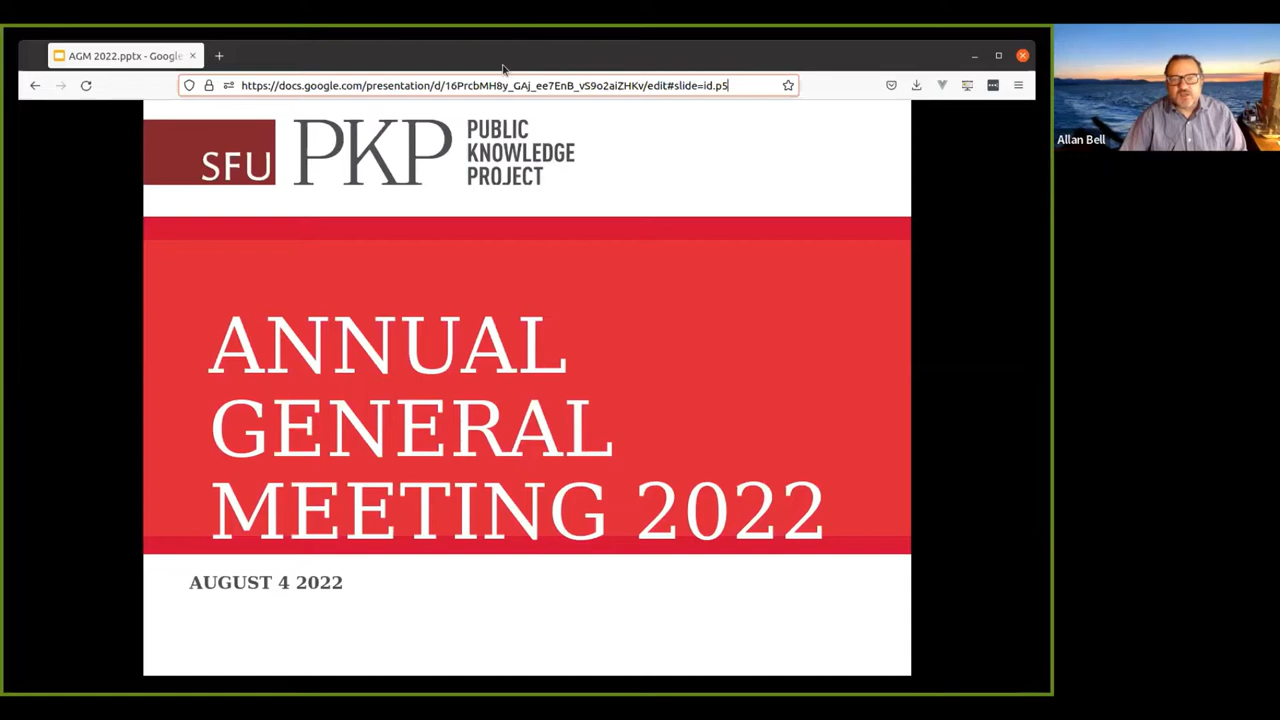 AGM 2022.pptx - Google
https://docs.google.com/presentation/d/16PrcbMH8y_GAj_ee7EnB_vS9o2aiZHKv/edit#slide=id.p5
Allan Bell
SFU
PKP
PUBLIC
KNOWLEDGE
PROJECT
ANNUAL
GENERAL
MEETING 2022
AUGUST 4 2022